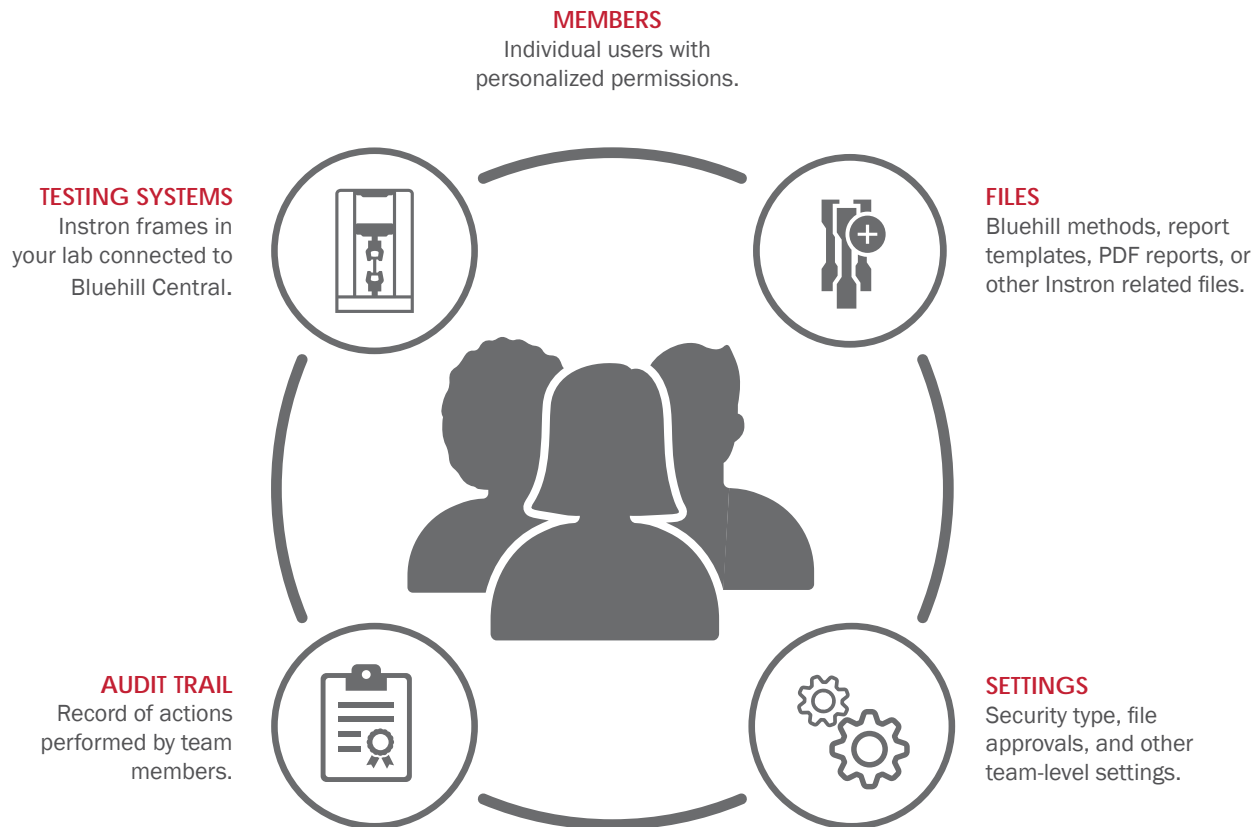 MEMBERS
Individual users with
personalized permissions.
TESTING SYSTEMS
Instron frames in
your lab connected to
Bluehill Central.
FILES
Bluehill methods, report
templates, PDF reports, or
other Instron related files.
AUDIT TRAIL
Record of actions
performed by team
members.
SETTINGS
Security type, file
approvals, and other
team-level settings.